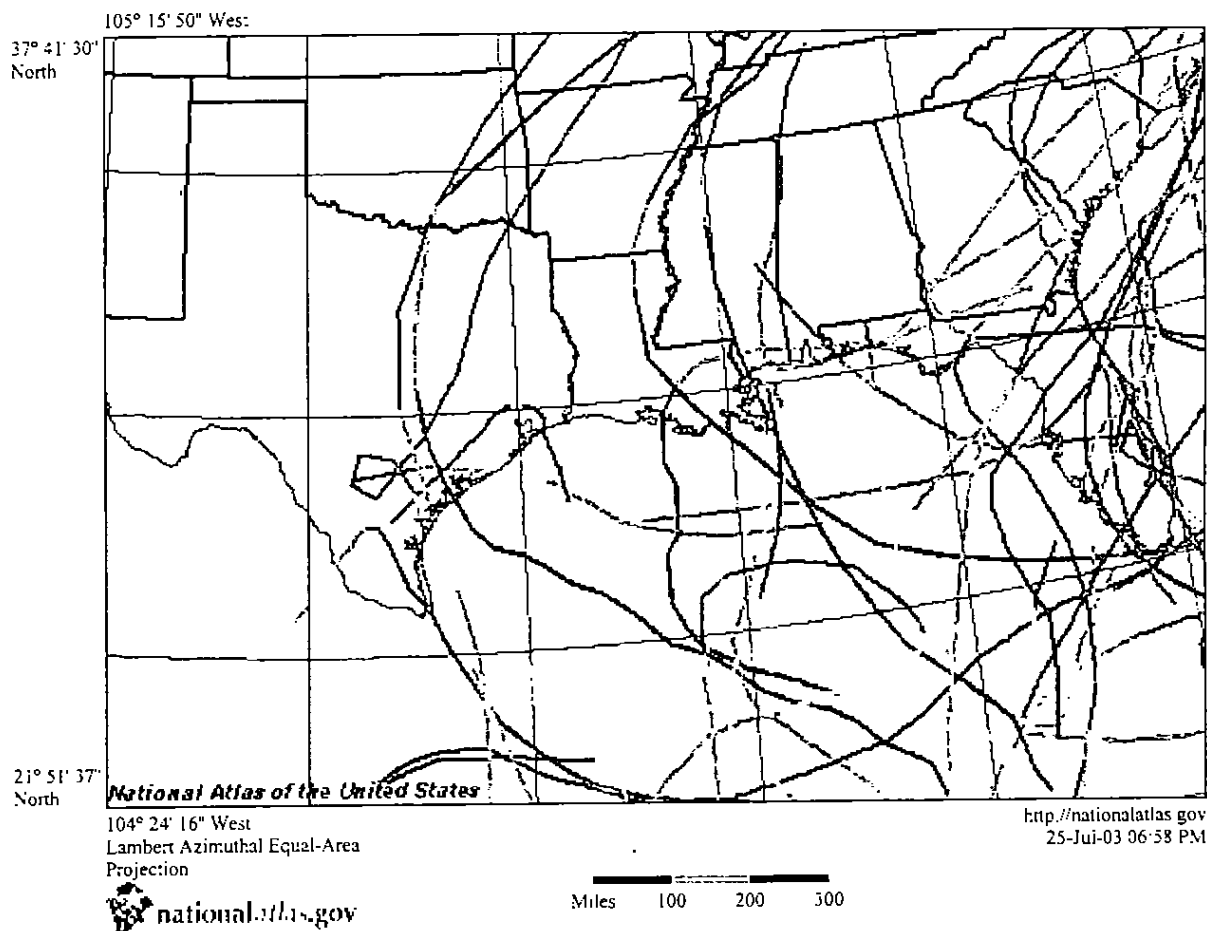 105° 15' 50" West
37° 41' 30"
North
21° 51' 37"
North
National Atlas of the United States
104° 24' 16" West
Lambert Azimuthal Equal-Area
Projection
http://nationalatlas gov
25-Jul-03 06:58 PM
Miles 100 200 300
nationalatlas.gov